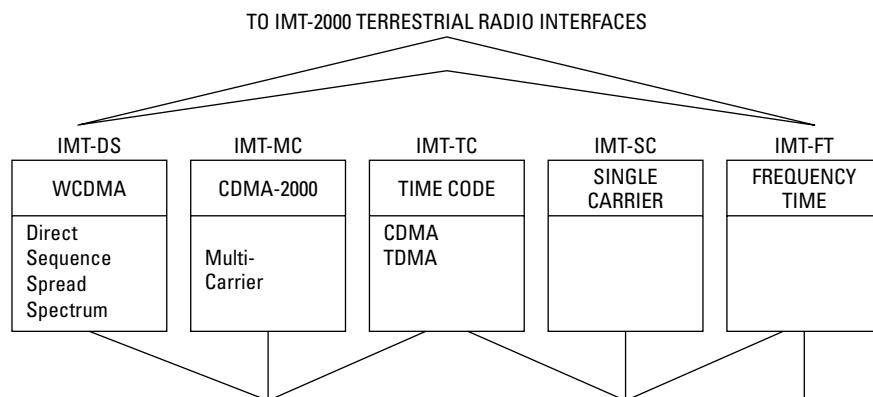 TO IMT-2000 TERRESTRIAL RADIO INTERFACES
IMT-DS
IMT-MC
IMT-TC
IMT-SC
IMT-FT
WCDMA
CDMA-2000
TIME CODE
SINGLE
CARRIER
FREQUENCY
TIME
Direct
Sequence
Spread
Spectrum
Multi-
Carrier
CDMA
TDMA